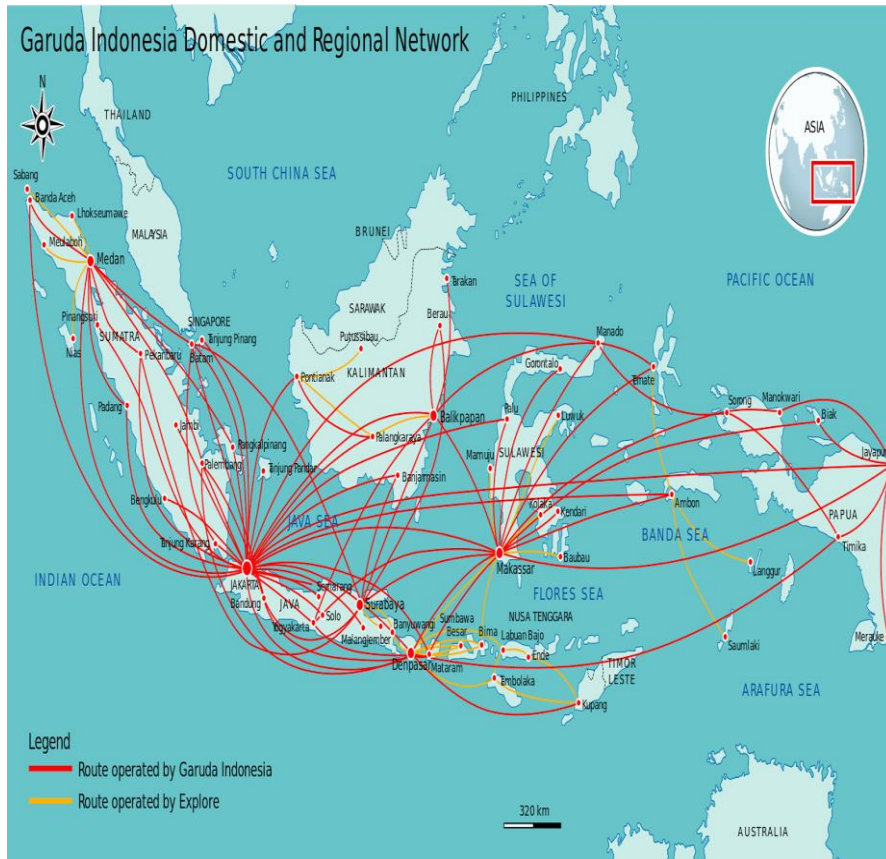 Garuda Indonesia Domestic and Regional Network
N
THAILAND
PHILIPPINES
ASIA
SOUTH CHINA SEA
Sabang
Banda Aceh
Lhokseumawe
Meulaboh
Medan
MALAYSIA
BRUNEI
SEA OF
SULAWESI
PACIFIC OCEAN
Tarakan
SARAWAK
Berau
Pinangsuri
SINGAPORE
Tanjung Pinang
SUMATRA
Nias
Pekanbaru
Batam
Putussibau
KALIMANTAN
Pontianak
Manado
Gorontalo
Ternate
Padang
Jambi
Pangkalpinang
Palangkaraya
Balikpapan
Palu
Luwuk
Sorong
Manokwari
Biak
SULAWESI
Mamuju
Jayapur
Palembang
Tanjung Pandan
Banjarmasin
Bengkulu
Kolaka
Kendari
Ambon
PAPUA
JAVA SEA
BANDA SEA
Timika
Tanjung Karang
Makassar
Baubau
Langgur
INDIAN OCEAN
JAKARTA
FLORES SEA
Bandung
JAVA
Semarang
Surabaya
Solo
Yogyakarta
Malang
Jember
Banyuwangi
Sumbawa
Besar
Bima
NUSA TENGGARA
Labuan Bajo
Ende
Denpasar
Mataram
Tambolaka
TIMOR
LESTE
Kupang
Saumlaki
Merauke
ARAFURA SEA
Legend
Route operated by Garuda Indonesia
Route operated by Explore
320 km
AUSTRALIA